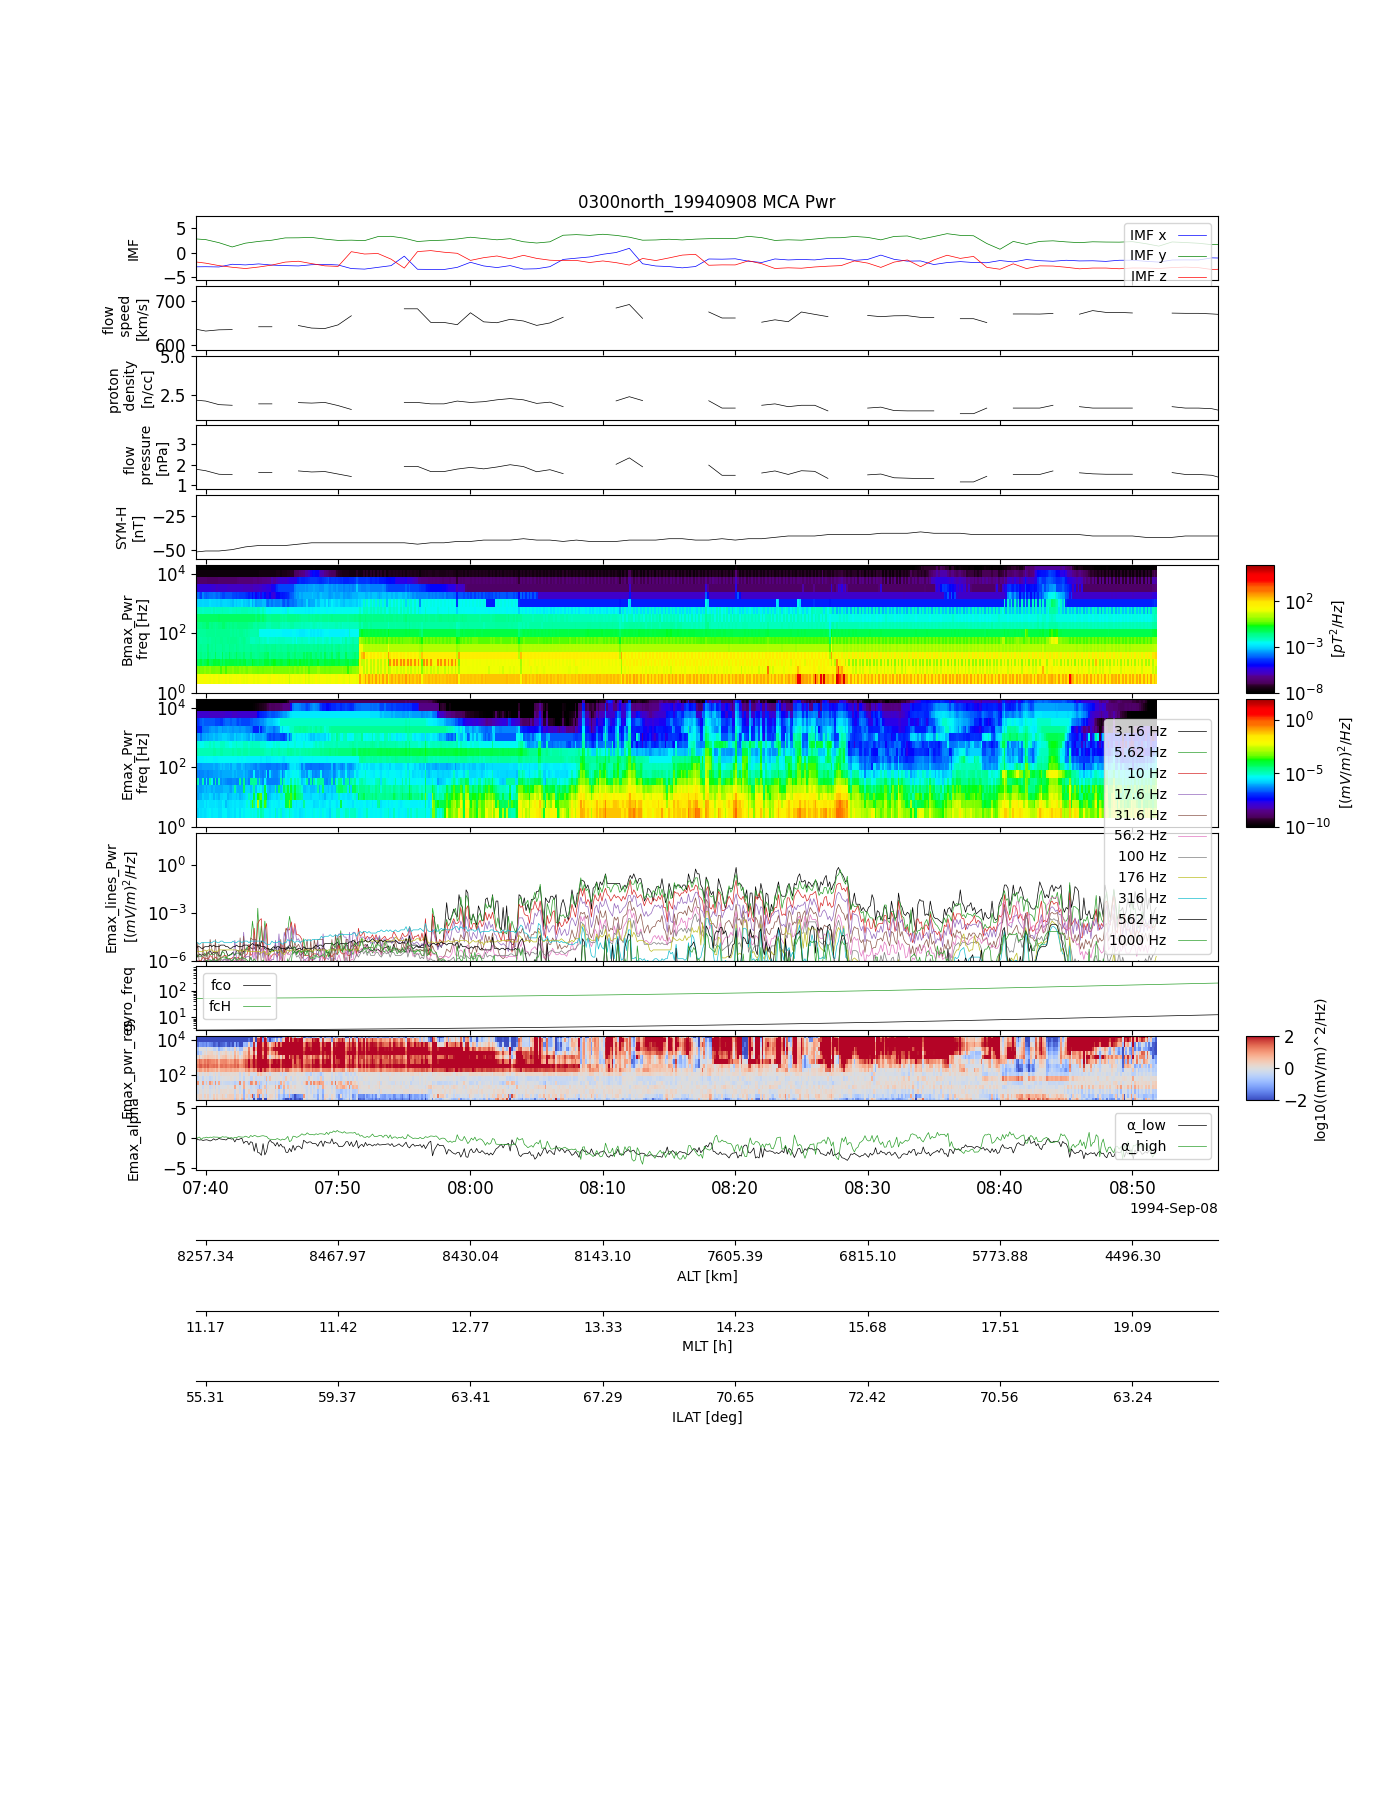 0300north_19940908 MCA Pwr
IMF
5
0
−5
IMF x
IMF y
IMF z
flow
speed
[km/s]
700
600
proton
density
[n/cc]
5.0
2.5
flow
pressure
[nPa]
3
2
1
SYM-H
[nT]
−25
−50
Bmax_Pwr
freq [Hz]
10^4
10^2
10^0
10^2
10^−3
10^−8
[pT^2/Hz]
Emax_Pwr
freq [Hz]
10^4
10^2
10^0
10^0
10^−5
10^−10
[(mV/m)^2/Hz]
3.16 Hz
5.62 Hz
10 Hz
17.6 Hz
31.6 Hz
56.2 Hz
100 Hz
176 Hz
316 Hz
562 Hz
1000 Hz
Emax_lines_Pwr
[(mV/m)^2/Hz]
10^0
10^−3
10^−6
gyro_freq
10^2
10^1
fco
fcH
Emax_pwr_res
10^4
10^2
2
0
−2
log10((mV/m)^2/Hz)
Emax_alpha
5
0
−5
α_low
α_high
07:40 07:50 08:00 08:10 08:20 08:30 08:40 08:50
1994-Sep-08
8257.34 8467.97 8430.04 8143.10 7605.39 6815.10 5773.88 4496.30
ALT [km]
11.17 11.42 12.77 13.33 14.23 15.68 17.51 19.09
MLT [h]
55.31 59.37 63.41 67.29 70.65 72.42 70.56 63.24
ILAT [deg]